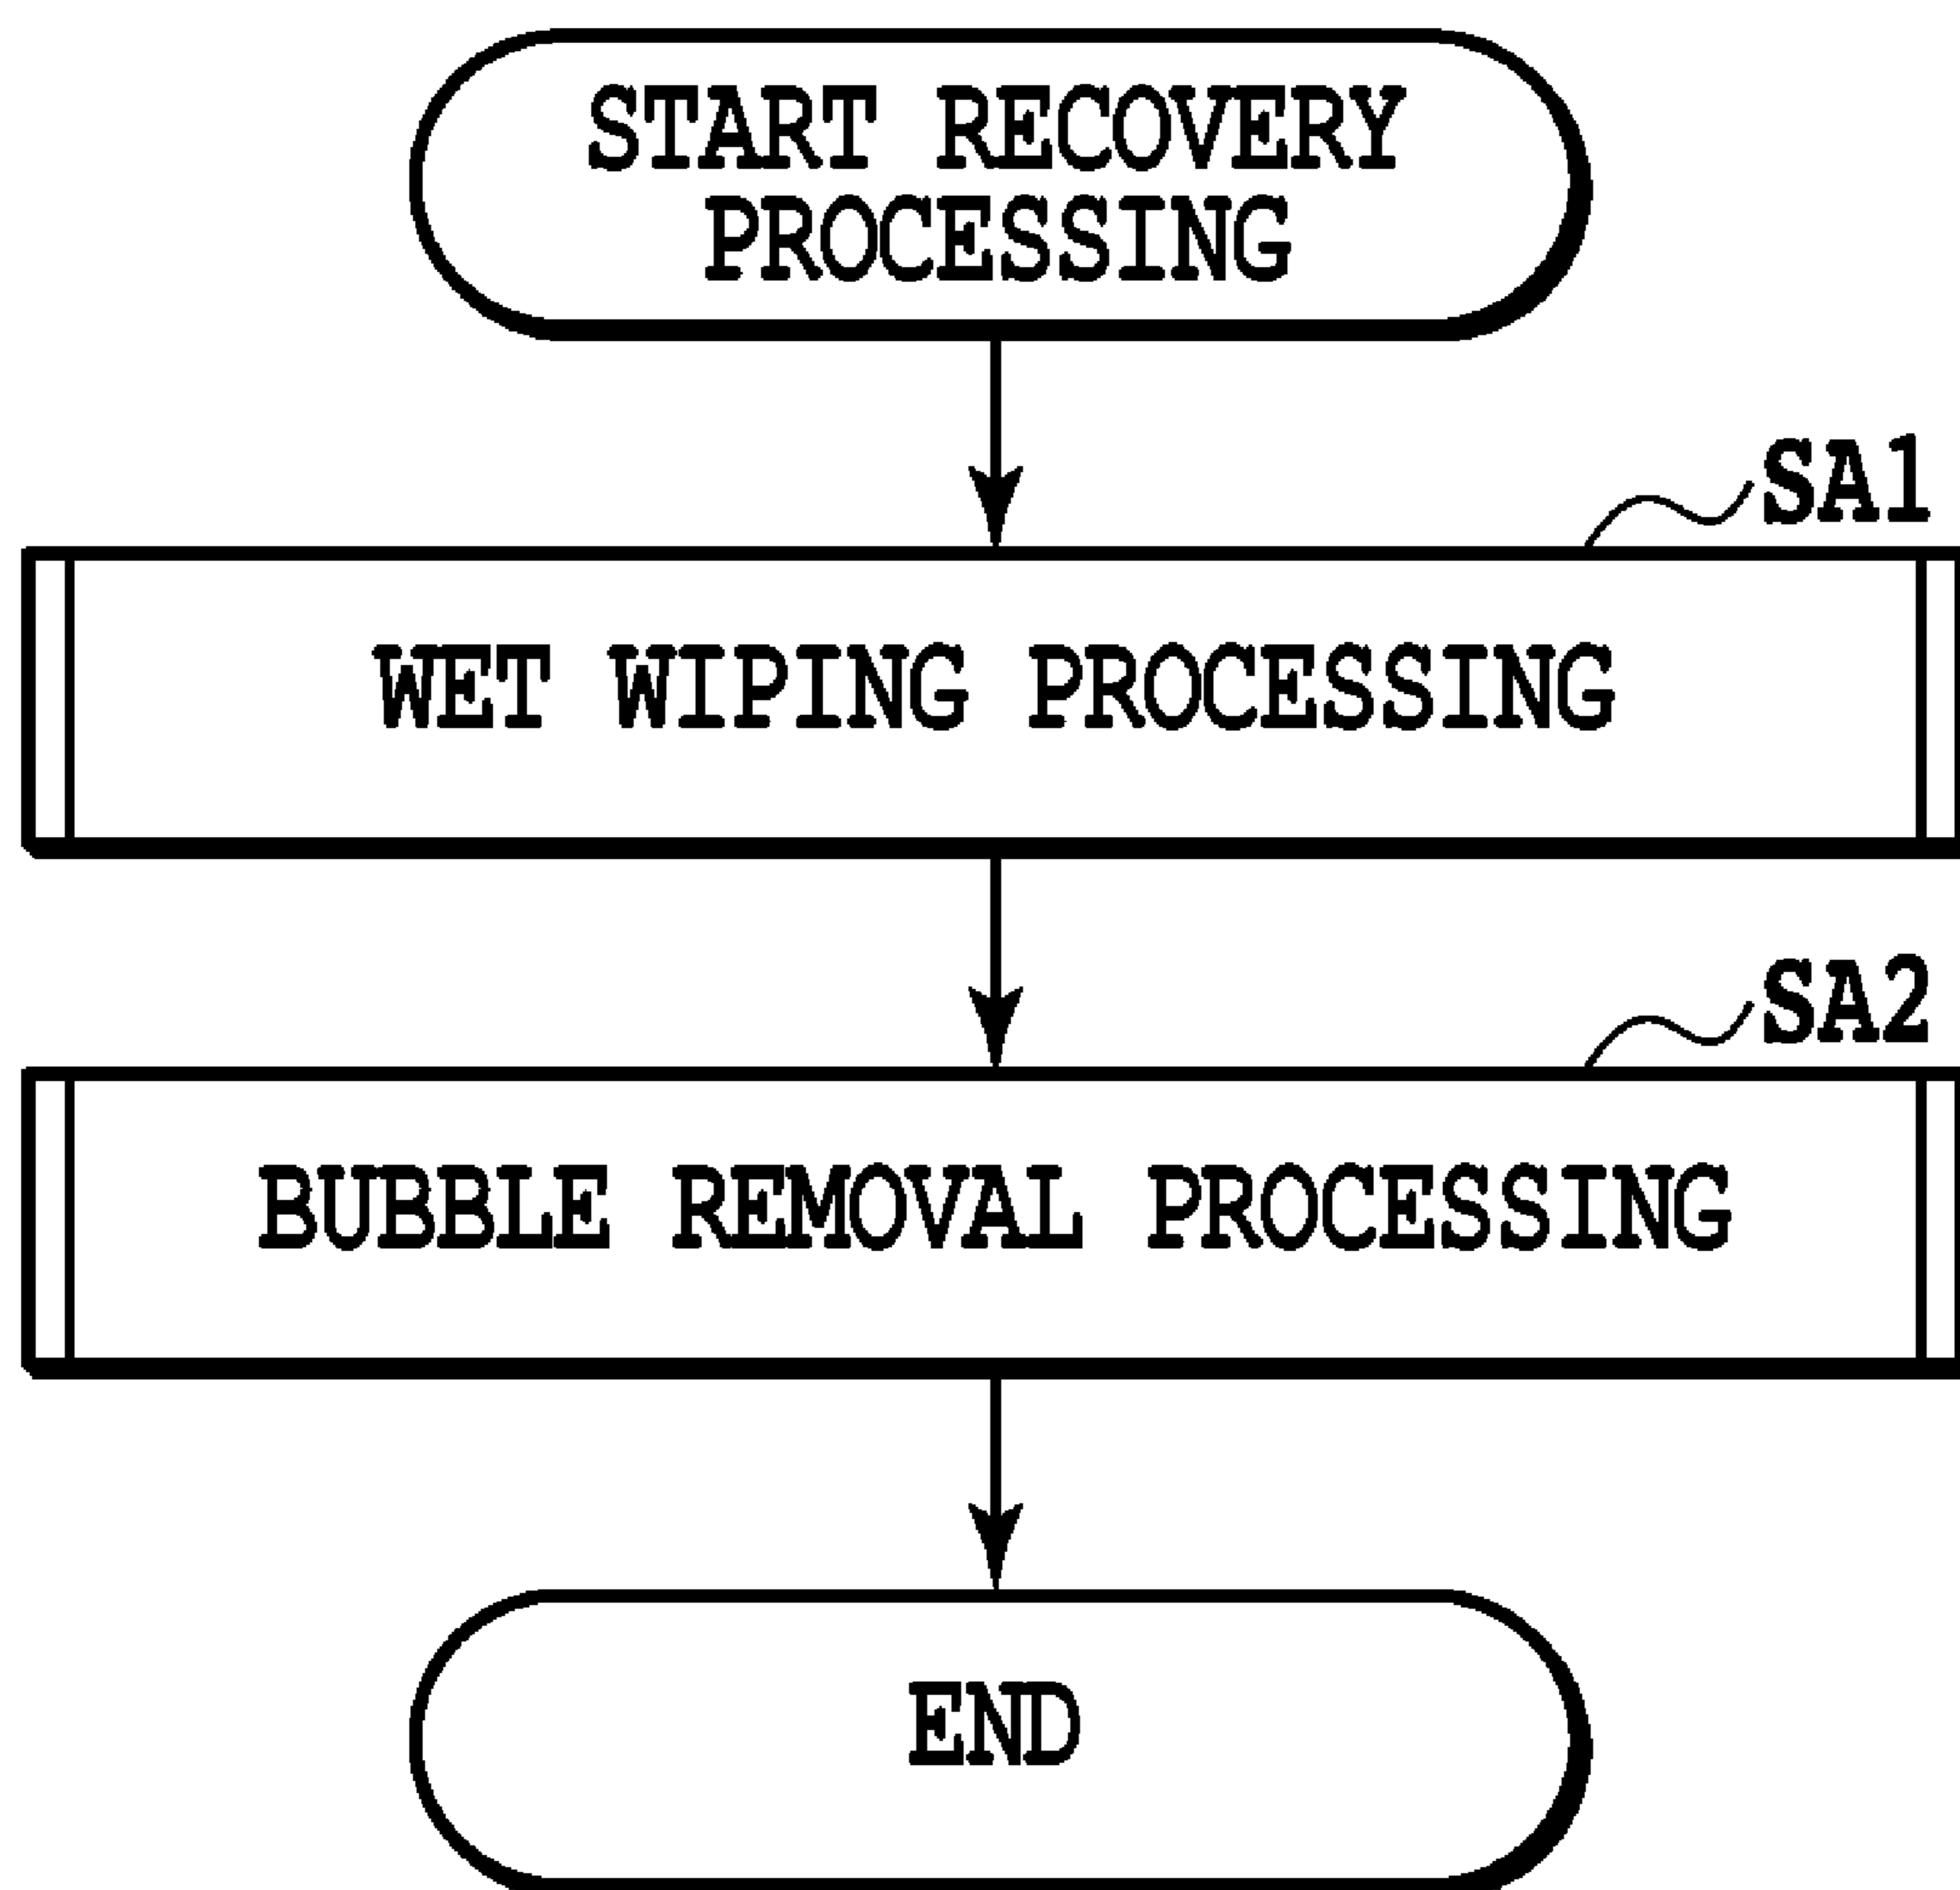 START RECOVERY
PROCESSING
SA1
WET WIPING PROCESSING
SA2
BUBBLE REMOVAL PROCESSING
END